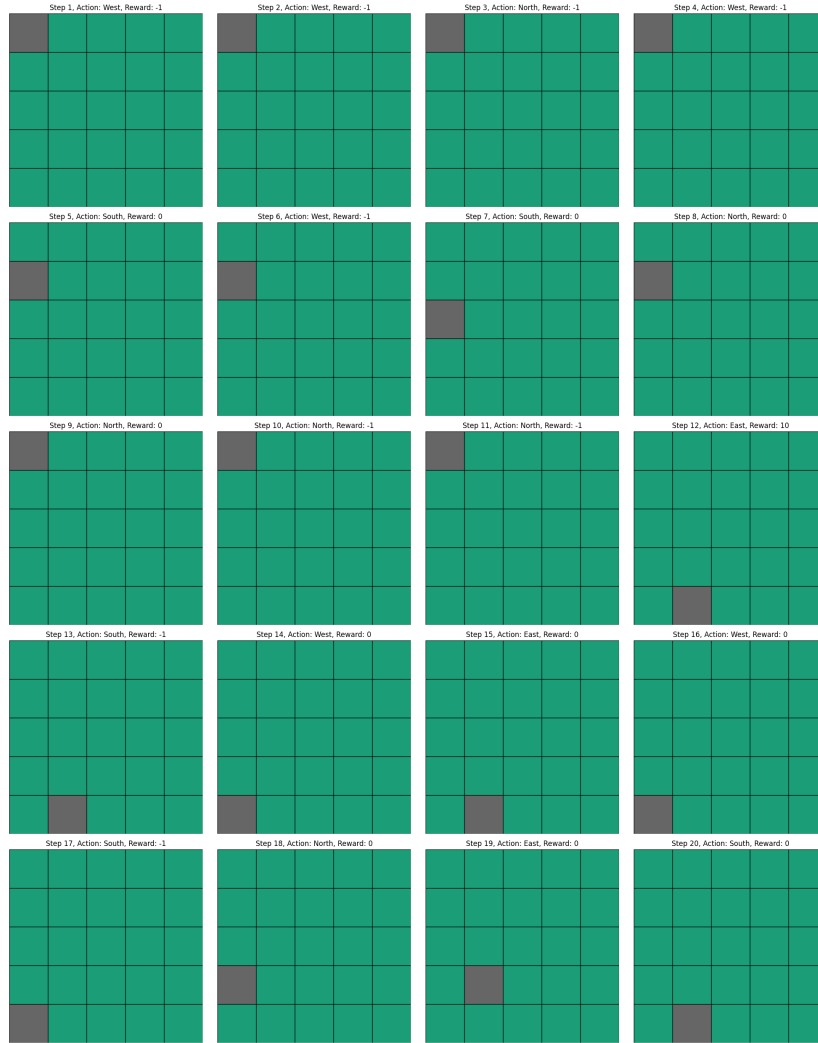 Step 1, Action: West, Reward: -1
Step 2, Action: West, Reward: -1
Step 3, Action: North, Reward: -1
Step 4, Action: West, Reward: -1
Step 5, Action: South, Reward: 0
Step 6, Action: West, Reward: -1
Step 7, Action: South, Reward: 0
Step 8, Action: North, Reward: 0
Step 9, Action: North, Reward: 0
Step 10, Action: North, Reward: -1
Step 11, Action: North, Reward: -1
Step 12, Action: East, Reward: 10
Step 13, Action: South, Reward: -1
Step 14, Action: West, Reward: 0
Step 15, Action: East, Reward: 0
Step 16, Action: West, Reward: 0
Step 17, Action: South, Reward: -1
Step 18, Action: North, Reward: 0
Step 19, Action: East, Reward: 0
Step 20, Action: South, Reward: 0